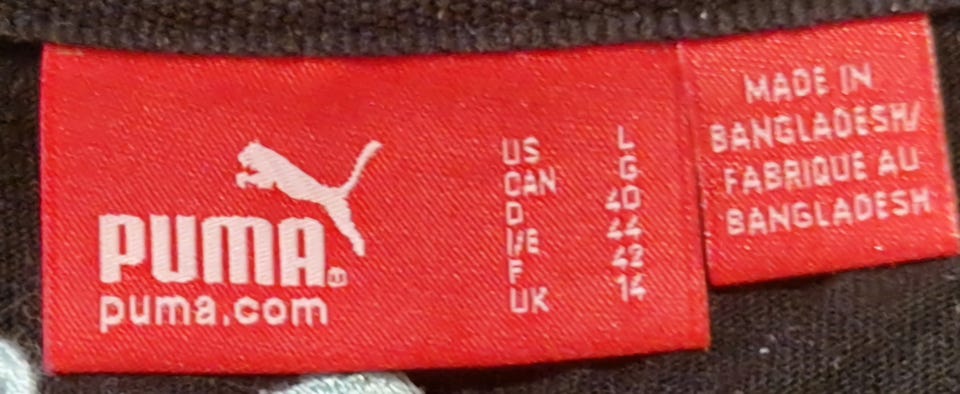 PUMA®
puma.com
US L
CAN G
D 40
I/E 44
F 42
UK 14
MADE IN
BANGLADESH/
FABRIQUE AU
BANGLADESH